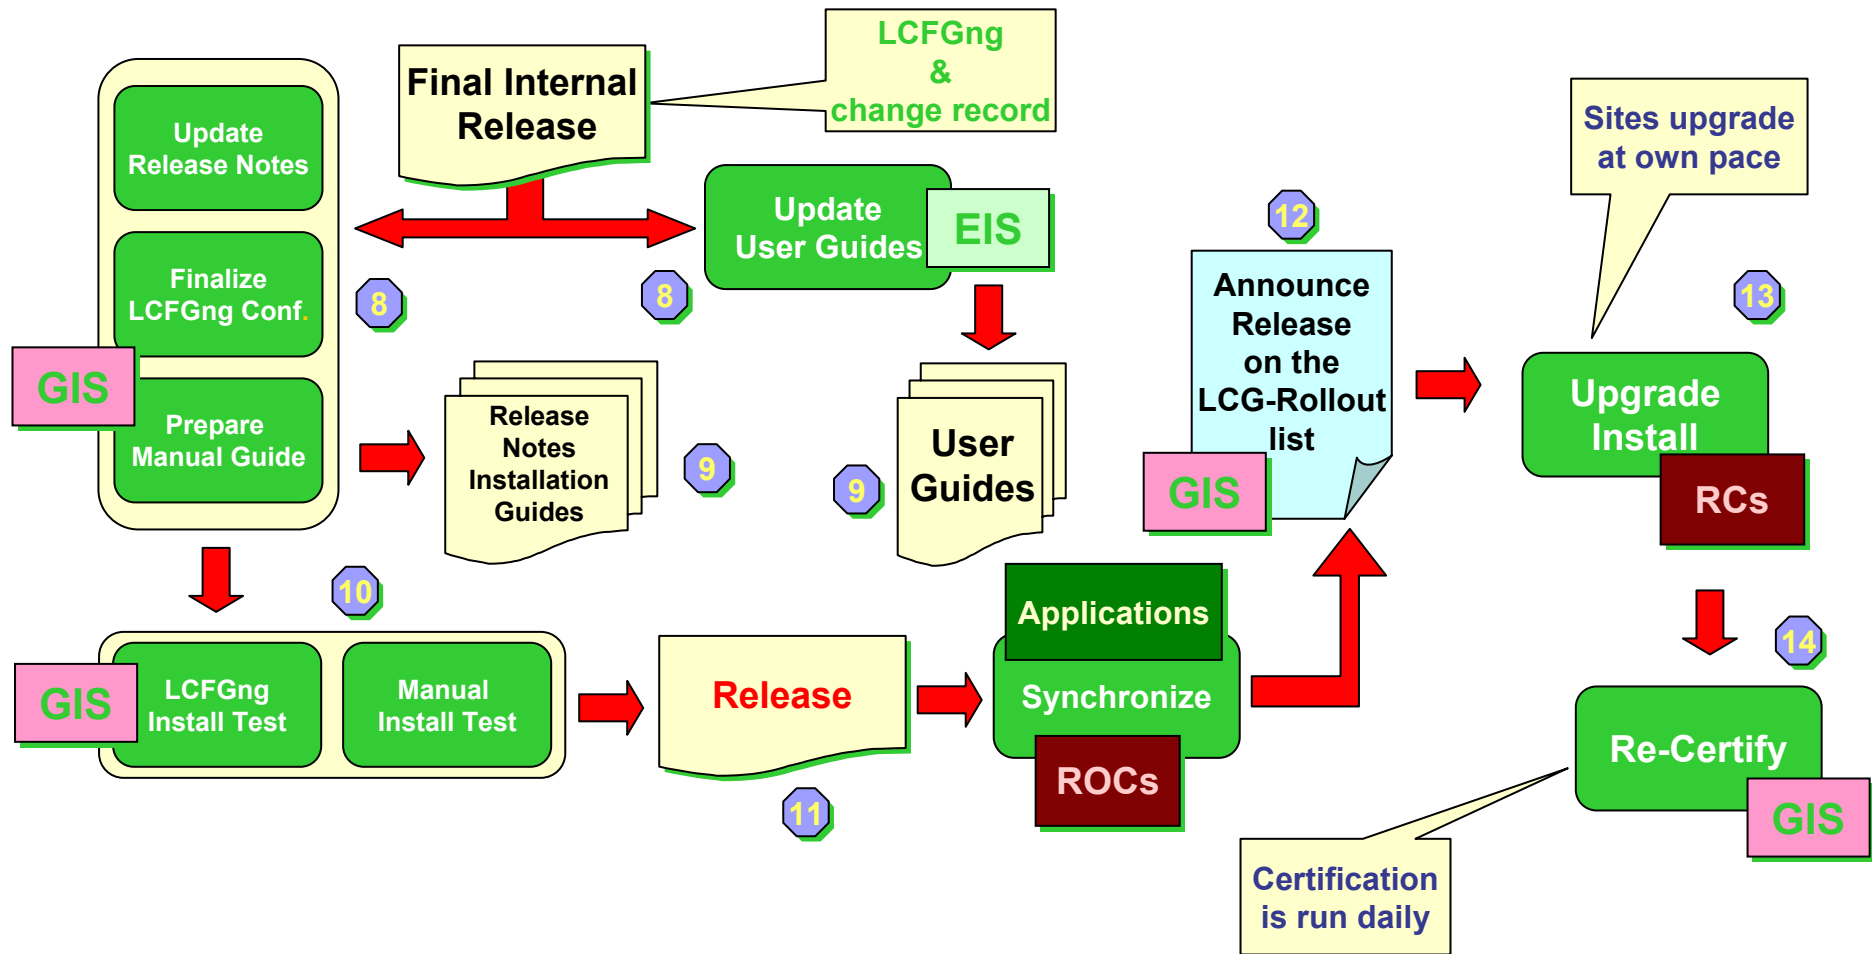 LCFGng
&
change record
Final Internal
Release
Update
Release Notes
Finalize
LCFGng Conf.
GIS
Prepare
Manual Guide
8
8
Update
User Guides
EIS
Release
Notes
Installation
Guides
9
User
Guides
9
10
GIS
LCFGng
Install Test
Manual
Install Test
Release
11
Applications
Synchronize
ROCs
12
Announce
Release
on the
LCG-Rollout
list
GIS
Sites upgrade
at own pace
13
Upgrade
Install
RCs
14
Re-Certify
GIS
Certification
is run daily